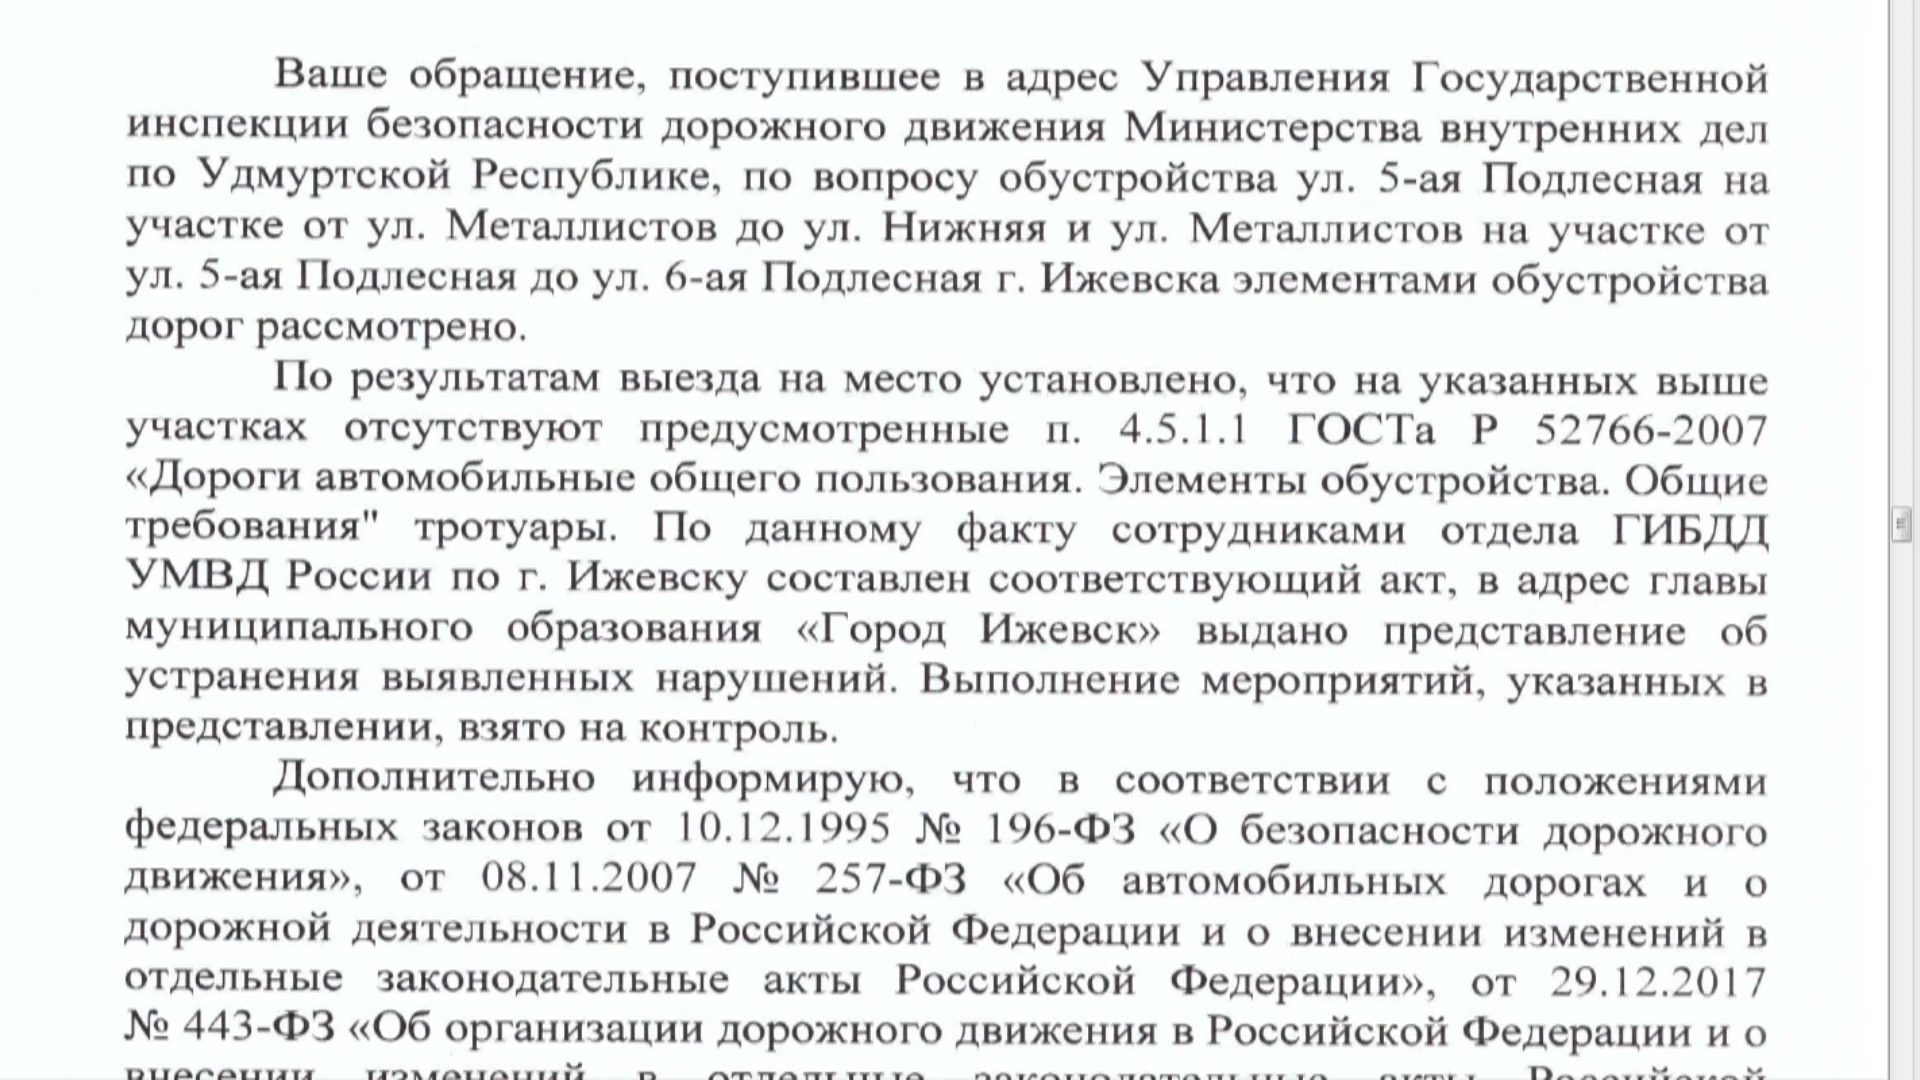 Ваше обращение, поступившее в адрес Управления Государственной
инспекции безопасности дорожного движения Министерства внутренних дел
по Удмуртской Республике, по вопросу обустройства ул. 5-ая Подлесная на
участке от ул. Металлистов до ул. Нижняя и ул. Металлистов на участке от
ул. 5-ая Подлесная до ул. 6-ая Подлесная г. Ижевска элементами обустройства
дорог рассмотрено.
По результатам выезда на место установлено, что на указанных выше
участках отсутствуют предусмотренные п. 4.5.1.1 ГОСТа Р 52766-2007
«Дороги автомобильные общего пользования. Элементы обустройства. Общие
требования" тротуары. По данному факту сотрудниками отдела ГИБДД
УМВД России по г. Ижевску составлен соответствующий акт, в адрес главы
муниципального образования «Город Ижевск» выдано представление об
устранения выявленных нарушений. Выполнение мероприятий, указанных в
представлении, взято на контроль.
Дополнительно информирую, что в соответствии с положениями
федеральных законов от 10.12.1995 № 196-ФЗ «О безопасности дорожного
движения», от 08.11.2007 № 257-ФЗ «Об автомобильных дорогах и о
дорожной деятельности в Российской Федерации и о внесении изменений в
отдельные законодательные акты Российской Федерации», от 29.12.2017
№ 443-ФЗ «Об организации дорожного движения в Российской Федерации и о
внесении изменений в отдельные законодательные акты Российской